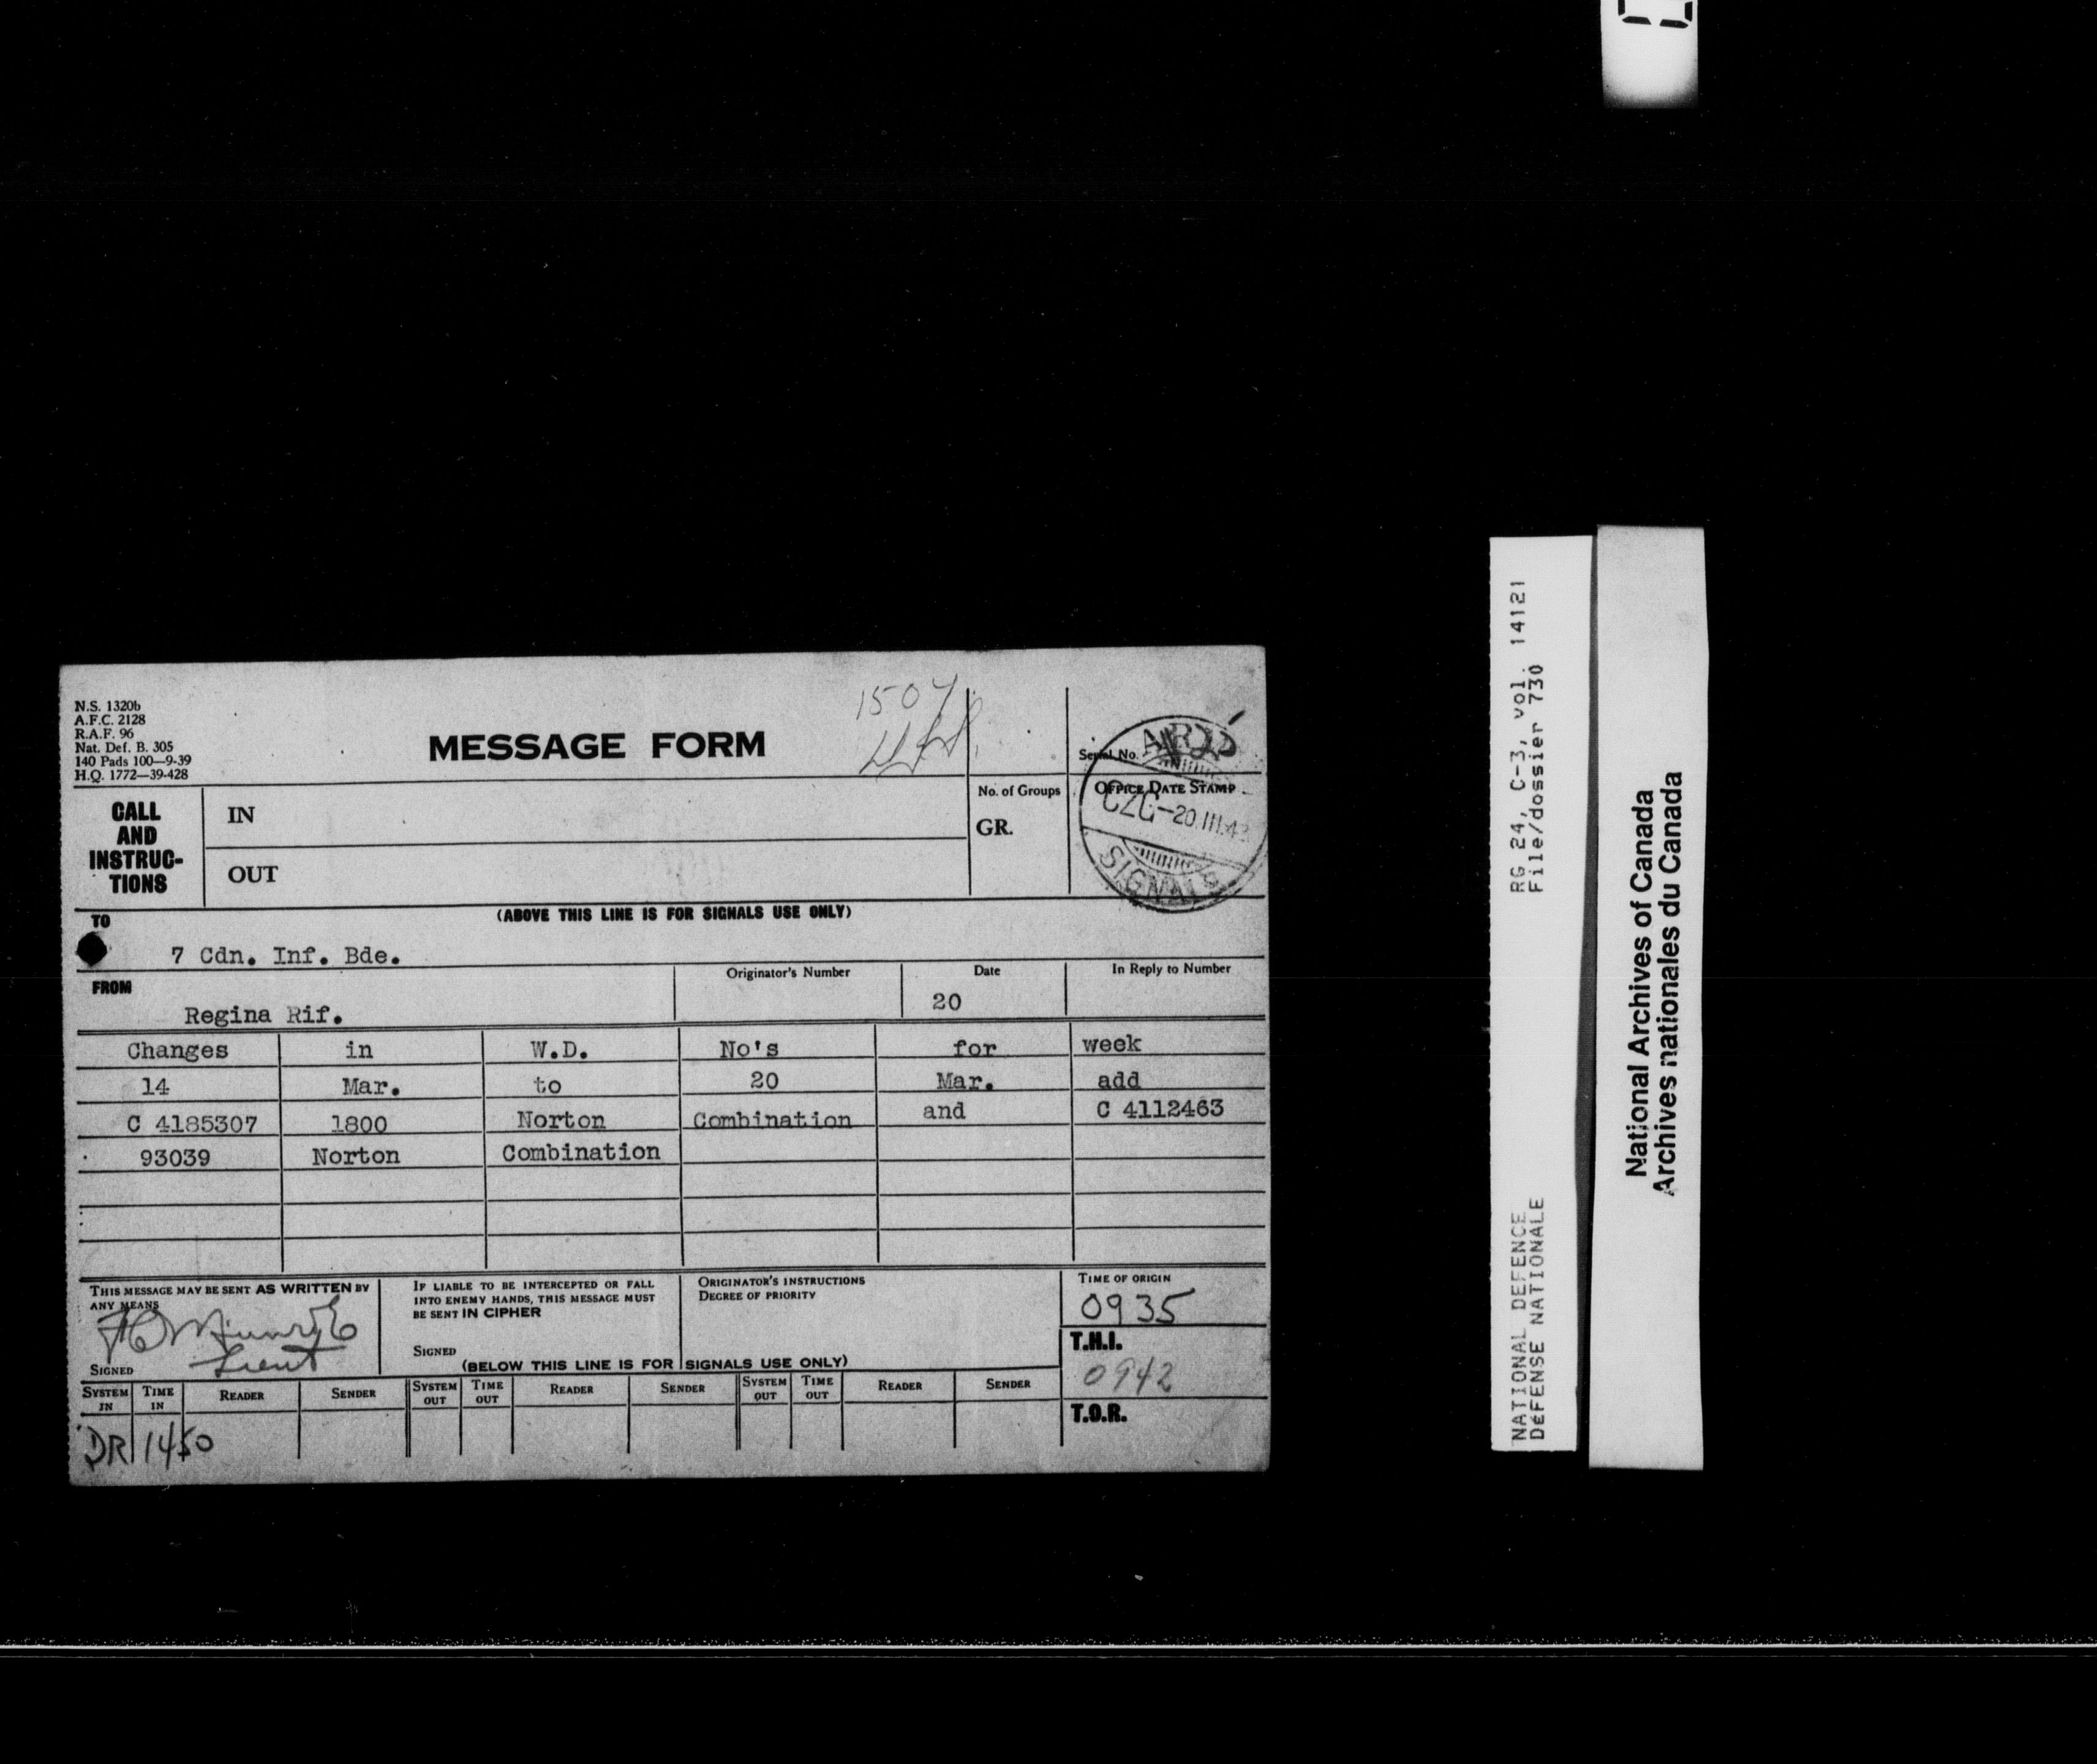 N.S. 1320b
A.F.C. 2128
R.A.F. 96
Nat. Def. B. 305
140 Pads 100—9-39
H.Q. 1772—39-428
MESSAGE FORM
1507
Serial No.
CALL AND INSTRUC- TIONS
IN
OUT
No. of Groups
GR.
OFFICE DATE STAMP
CZC-20.III.43
SIGNALS
(ABOVE THIS LINE IS FOR SIGNALS USE ONLY)
TO
7 Cdn. Inf. Bde.
FROM
Regina Rif.
Originator's Number
Date
20
In Reply to Number
Changes in W.D. No's for week
14 Mar. to 20 Mar. add
C 4185307 1800 Norton Combination and C 4112463
93039 Norton Combination
THIS MESSAGE MAY BE SENT AS WRITTEN BY
ANY MEANS
Munro
Lieut
SIGNED
IF LIABLE TO BE INTERCEPTED OR FALL
INTO ENEMY HANDS, THIS MESSAGE MUST
BE SENT IN CIPHER
SIGNED
ORIGINATOR'S INSTRUCTIONS
DEGREE OF PRIORITY
TIME OF ORIGIN
0935
T.H.I.
0942
T.O.R.
(BELOW THIS LINE IS FOR SIGNALS USE ONLY)
SYSTEM IN TIME IN READER SENDER SYSTEM OUT TIME OUT READER SENDER SYSTEM OUT TIME OUT READER SENDER
DR 1450
RG 24, C-3, vol. 14121
File/dossier 730
NATIONAL DEFENCE
DéFENSE NATIONALE
National Archives of Canada
Archives nationales du Canada